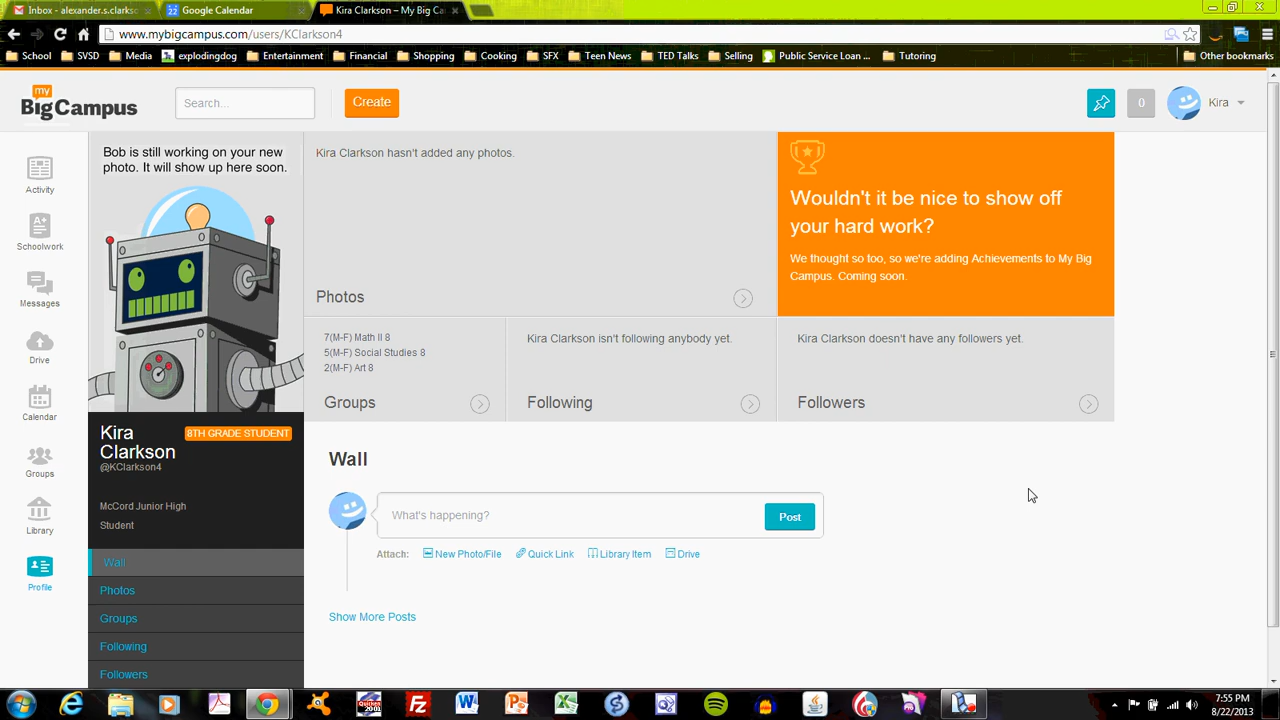 Inbox - alexander.s.clarks
22
Google Calendar
Kira Clarkson – My Big Ca
www.mybigcampus.com/users/KClarkson4
School
SVSD
Media
explodingdog
Entertainment
Financial
Shopping
Cooking
SFX
Teen News
TED Talks
Selling
Public Service Loan ...
Tutoring
Other bookmarks
my
BigCampus
Search...
Create
0
Kira
Activity
Schoolwork
Messages
Drive
Calendar
Groups
Library
Profile
Bob is still working on your new
photo. It will show up here soon.
Kira
Clarkson
8TH GRADE STUDENT
@KClarkson4
McCord Junior High
Student
Wall
Photos
Groups
Following
Followers
Kira Clarkson hasn't added any photos.
Photos
Wouldn't it be nice to show off
your hard work?
We thought so too, so we're adding Achievements to My Big
Campus. Coming soon.
7(M-F) Math II 8
5(M-F) Social Studies 8
2(M-F) Art 8
Groups
Kira Clarkson isn't following anybody yet.
Following
Kira Clarkson doesn't have any followers yet.
Followers
Wall
What's happening?
Post
Attach:
New Photo/File
Quick Link
Library Item
Drive
Show More Posts
7:55 PM
8/22/2013